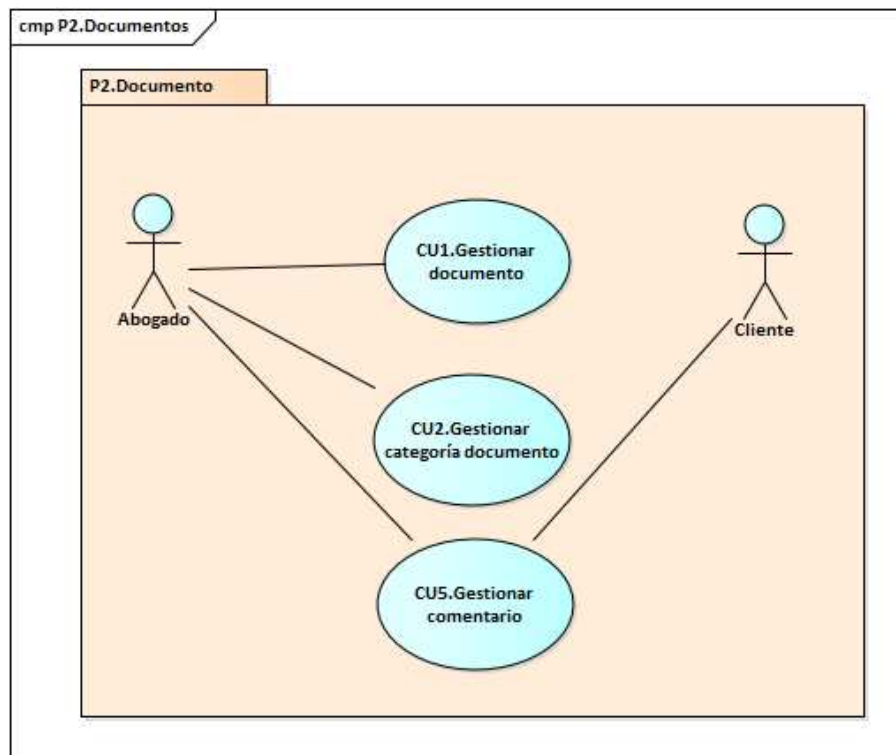 cmp P2.Documentos
P2.Documento
CU1.Gestionar
documento
Abogado
Cliente
CU2.Gestionar
categoría documento
CU5.Gestionar
comentario